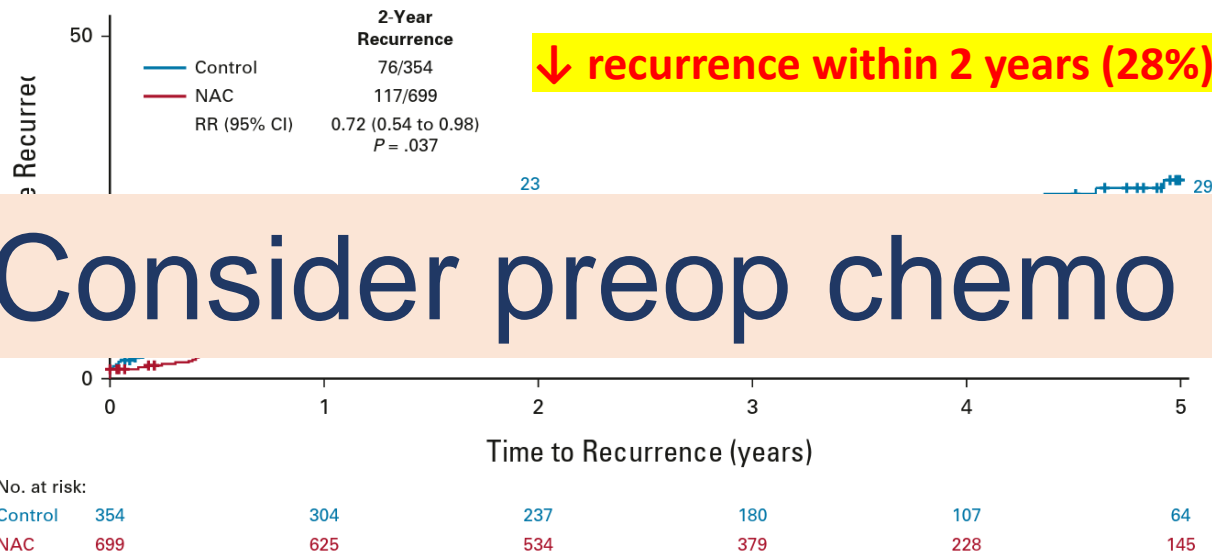 2-Year
Recurrence
50
Control 76/354
NAC 117/699
RR (95% CI) 0.72 (0.54 to 0.98)
P = .037
↓ recurrence within 2 years (28%)
Recurre
23
29
Consider preop chemo
0
0 1 2 3 4 5
Time to Recurrence (years)
No. at risk:
Control 354 304 237 180 107 64
NAC 699 625 534 379 228 145